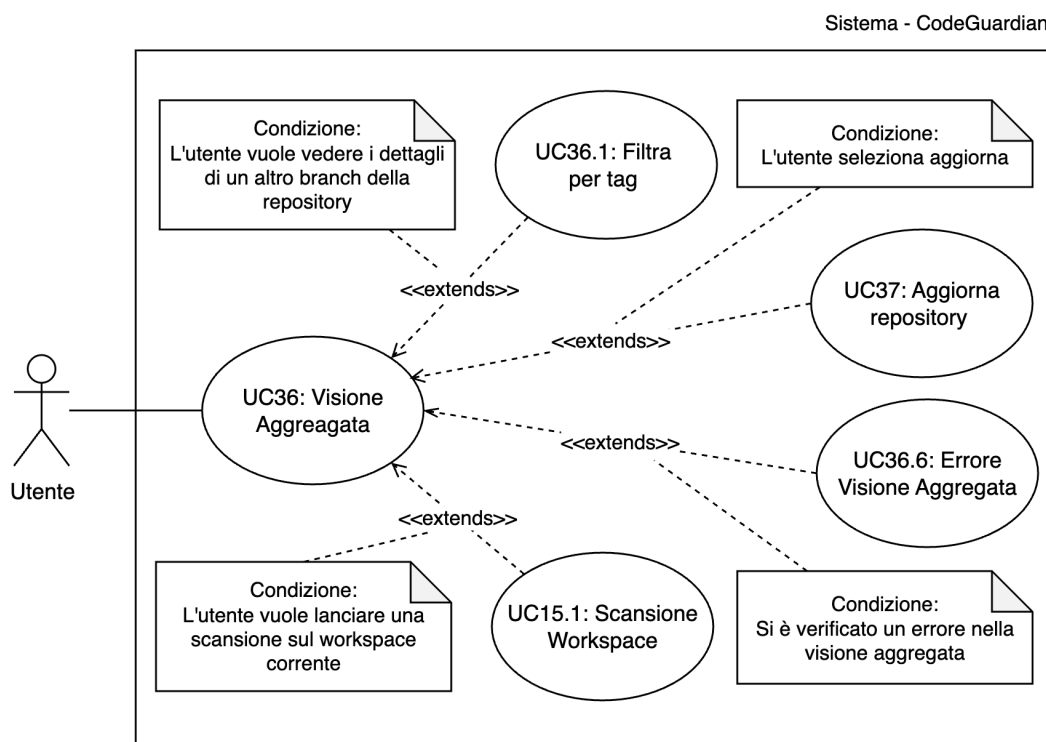 Sistema - CodeGuardian
Condizione:
L'utente vuole vedere i dettagli
di un altro branch della
repository
UC36.1: Filtra
per tag
Condizione:
L'utente seleziona aggiorna
<<extends>>
UC37: Aggiorna
repository
<<extends>>
UC36: Visione
Aggreagata
<<extends>>
UC36.6: Errore
Visione Aggregata
Utente
<<extends>>
Condizione:
L'utente vuole lanciare una
scansione sul workspace
corrente
UC15.1: Scansione
Workspace
Condizione:
Si è verificato un errore nella
visione aggregata